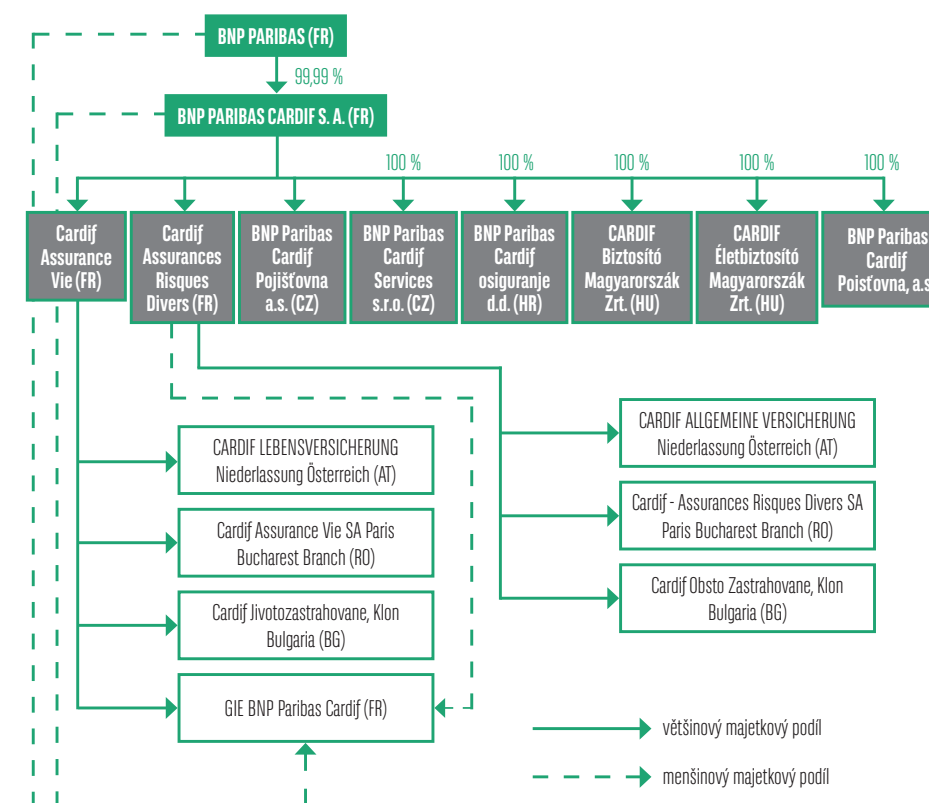 BNP PARIBAS (FR)
99,99 %
BNP PARIBAS CARDIF S. A. (FR)
100 %
100 %
100 %
100 %
100 %
Cardif
Assurance
Vie (FR)
Cardif
Assurances
Risques
Divers (FR)
BNP Paribas
Cardif
Pojišťovna
a.s. (CZ)
BNP Paribas
Cardif
Services
s.r.o. (CZ)
BNP Paribas
Cardif
osiguranje
d.d. (HR)
CARDIF
Biztosító
Magyarorszák
Zrt. (HU)
CARDIF
Életbiztosító
Magyarorszák
Zrt. (HU)
BNP Paribas
Cardif
Poisťovna, a.s
CARDIF LEBENSVERSICHERUNG
Niederlassung Österreich (AT)
Cardif Assurance Vie SA Paris
Bucharest Branch (RO)
Cardif Jivotozastrahovane, Klon
Bulgaria (BG)
GIE BNP Paribas Cardif (FR)
CARDIF ALLGEMEINE VERSICHERUNG
Niederlassung Österreich (AT)
Cardif - Assurances Risques Divers SA
Paris Bucharest Branch (RO)
Cardif Obsto Zastrahovane, Klon
Bulgaria (BG)
většinový majetkový podíl
menšinový majetkový podíl